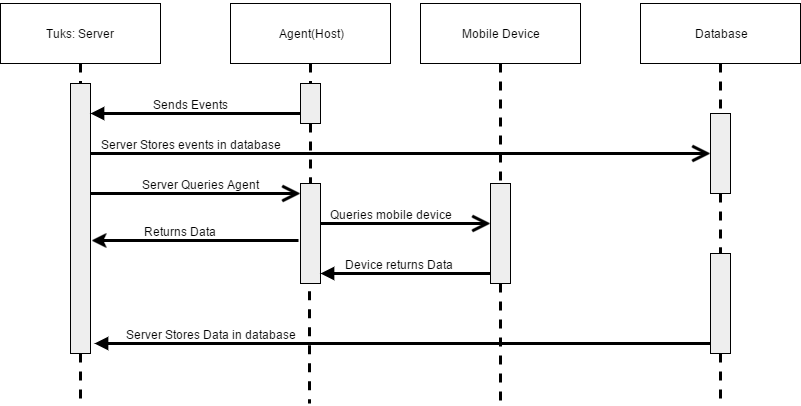 Tuks: Server
Agent(Host)
Mobile Device
Database
Sends Events
Server Stores events in database
Server Queries Agent
Queries mobile device
Returns Data
Device returns Data
Server Stores Data in database